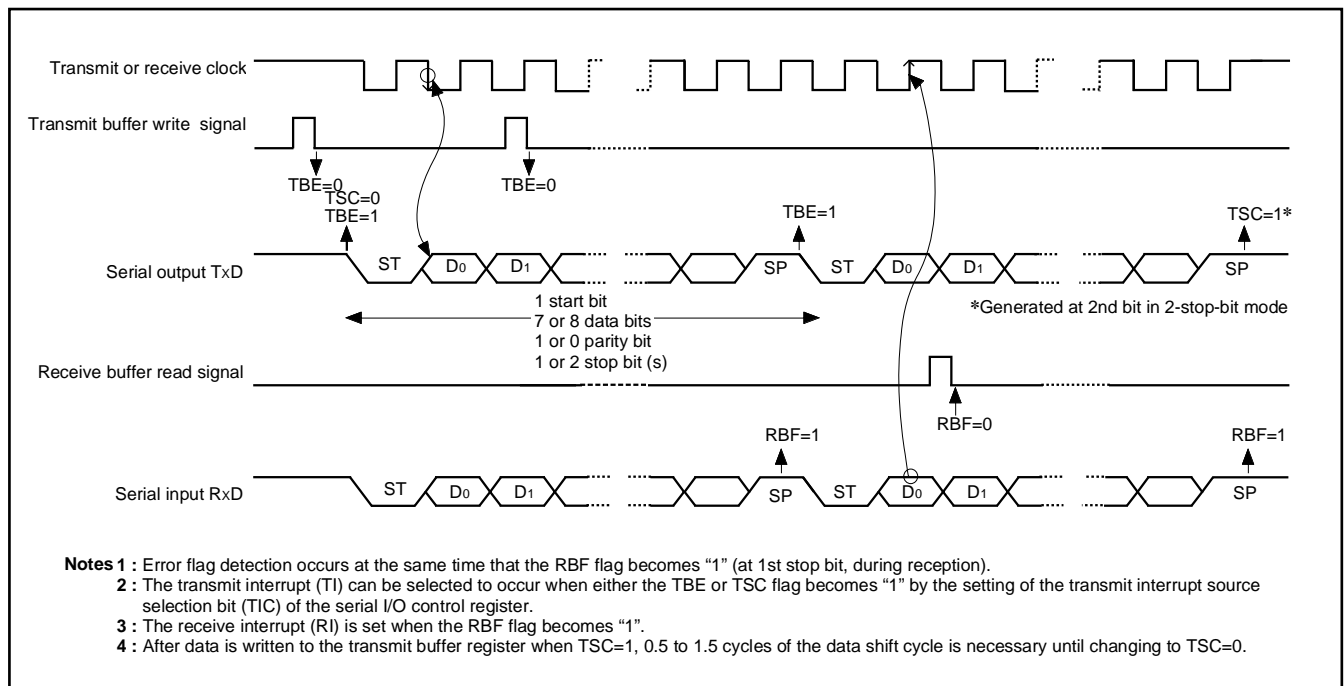 Transmit or receive clock
Transmit buffer write signal
TBE=0
TSC=0
TBE=1
TBE=0
TBE=1
TSC=1*
Serial output TxD
ST
D0
D1
SP
ST
D0
D1
SP
1 start bit
7 or 8 data bits
1 or 0 parity bit
1 or 2 stop bit (s)
*Generated at 2nd bit in 2-stop-bit mode
Receive buffer read signal
RBF=0
RBF=1
RBF=1
Serial input RxD
ST
D0
D1
SP
ST
D0
D1
SP
Notes 1 : Error flag detection occurs at the same time that the RBF flag becomes “1” (at 1st stop bit, during reception).
2 : The transmit interrupt (TI) can be selected to occur when either the TBE or TSC flag becomes “1” by the setting of the transmit interrupt source
selection bit (TIC) of the serial I/O control register.
3 : The receive interrupt (RI) is set when the RBF flag becomes “1”.
4 : After data is written to the transmit buffer register when TSC=1, 0.5 to 1.5 cycles of the data shift cycle is necessary until changing to TSC=0.